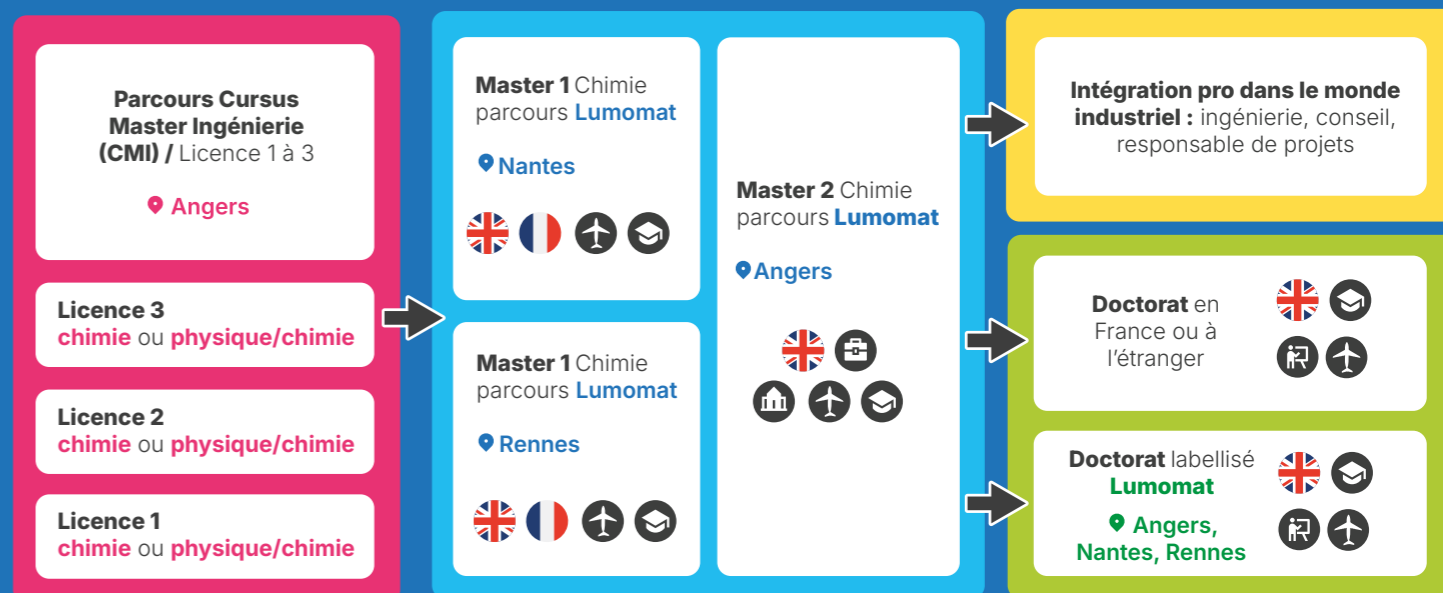 Parcours Cursus
Master Ingénierie
(CMI) / Licence 1 à 3
Angers
Licence 3
chimie ou physique/chimie
Licence 2
chimie ou physique/chimie
Licence 1
chimie ou physique/chimie
Master 1 Chimie
parcours Lumomat
Nantes
Master 1 Chimie
parcours Lumomat
Rennes
Master 2 Chimie
parcours Lumomat
Angers
Intégration pro dans le monde
industriel : ingénierie, conseil,
responsable de projets
Doctorat en
France ou à
l'étranger
Doctorat labellisé
Lumomat
Angers,
Nantes, Rennes